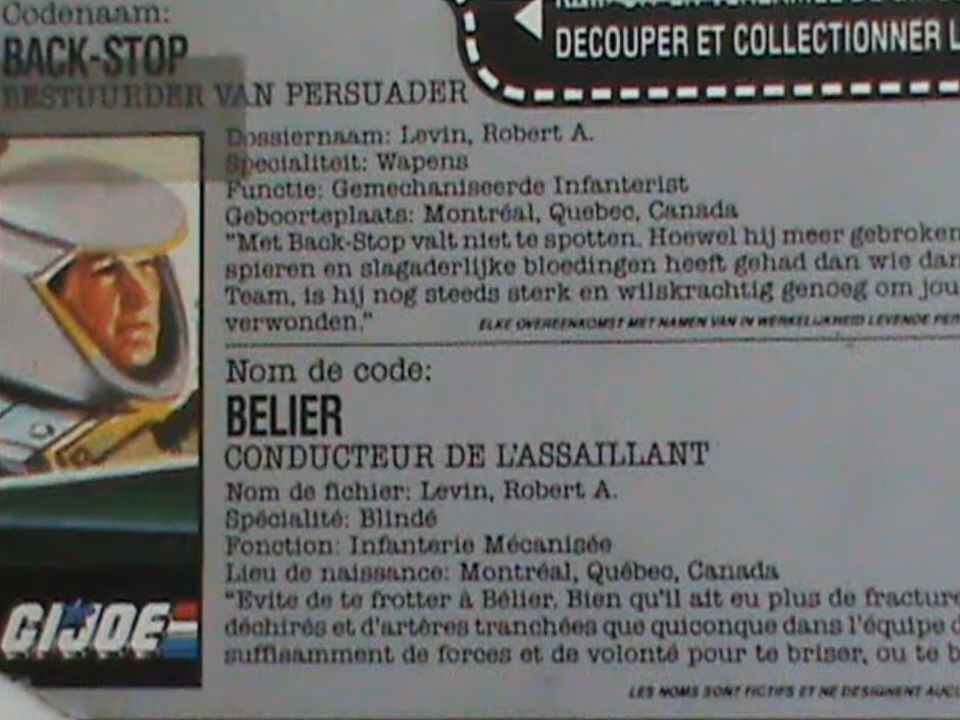 Codenaam:
BACK-STOP
BESTUURDER VAN PERSUADER
DECOUPER ET COLLECTIONNER
Dossiernaam: Levin, Robert A.
Specialiteit: Wapens
Functie: Gemechaniseerde Infanterist
Geboorteplaats: Montréal, Quebec, Canada
"Met Back-Stop valt niet te spotten. Hoewel hij meer gebroken
spieren en slagaderlijke bloedingen heeft gehad dan wie dan
Team, is hij nog steeds sterk en wilskrachtig genoeg om jou
verwonden."
ELKE OVEREENKOMST MET NAMEN VAN IN WERKELIJKHEID LEVENDE
Nom de code:
BELIER
CONDUCTEUR DE L'ASSAILLANT
Nom de fichier: Levin, Robert A.
Spécialité: Blindé
Fonction: Infanterie Mécanisée
Lieu de naissance: Montréal, Québec, Canada
"Evite de te frotter à Bélier. Bien qu'il ait eu plus de fracture
déchirés et d'artères tranchées que quiconque dans l'équipe d
suffisamment de forces et de volonté pour te briser, ou te b
LES NOMS SONT FICTIFS ET NE DESIGNENT AUCU
GI JOE